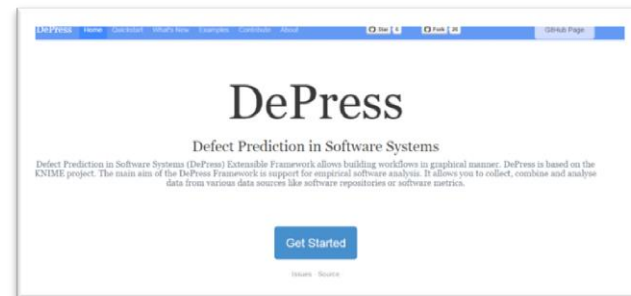 DePress Home Quickstart What's New Examples Contribute About Star 6 Fork 26 GitHub Page
DePress
Defect Prediction in Software Systems
Defect Prediction in Software Systems (DePress) Extensible Framework allows building workflows in graphical manner. DePress is based on the
KNIME project. The main aim of the DePress Framework is support for empirical software analysis. It allows you to collect, combine and analyse
data from various data sources like software repositories or software metrics.
Get Started
Issues Source